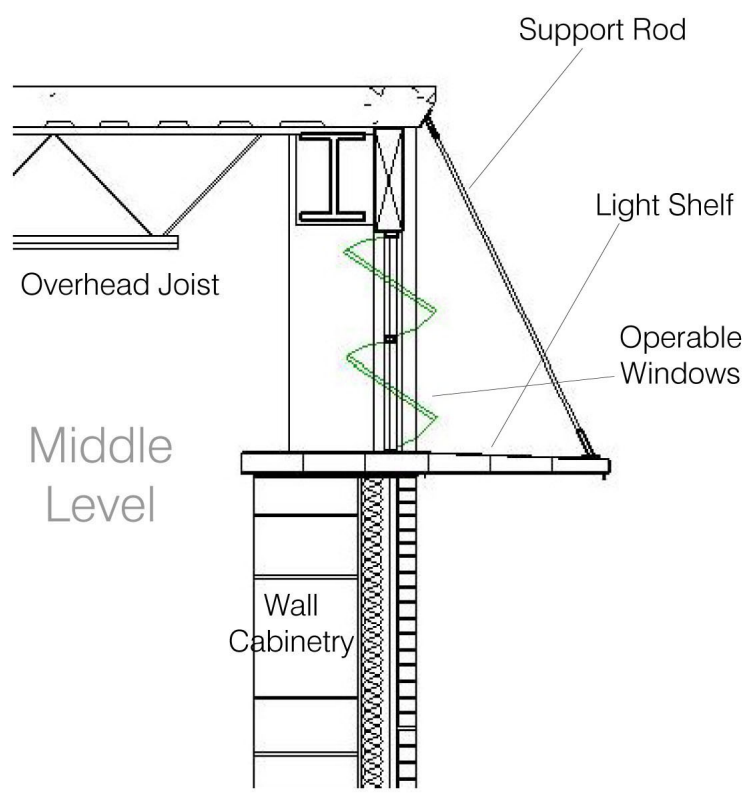 Support Rod
Light Shelf
Overhead Joist
Operable
Windows
Middle
Level
Wall
Cabinetry